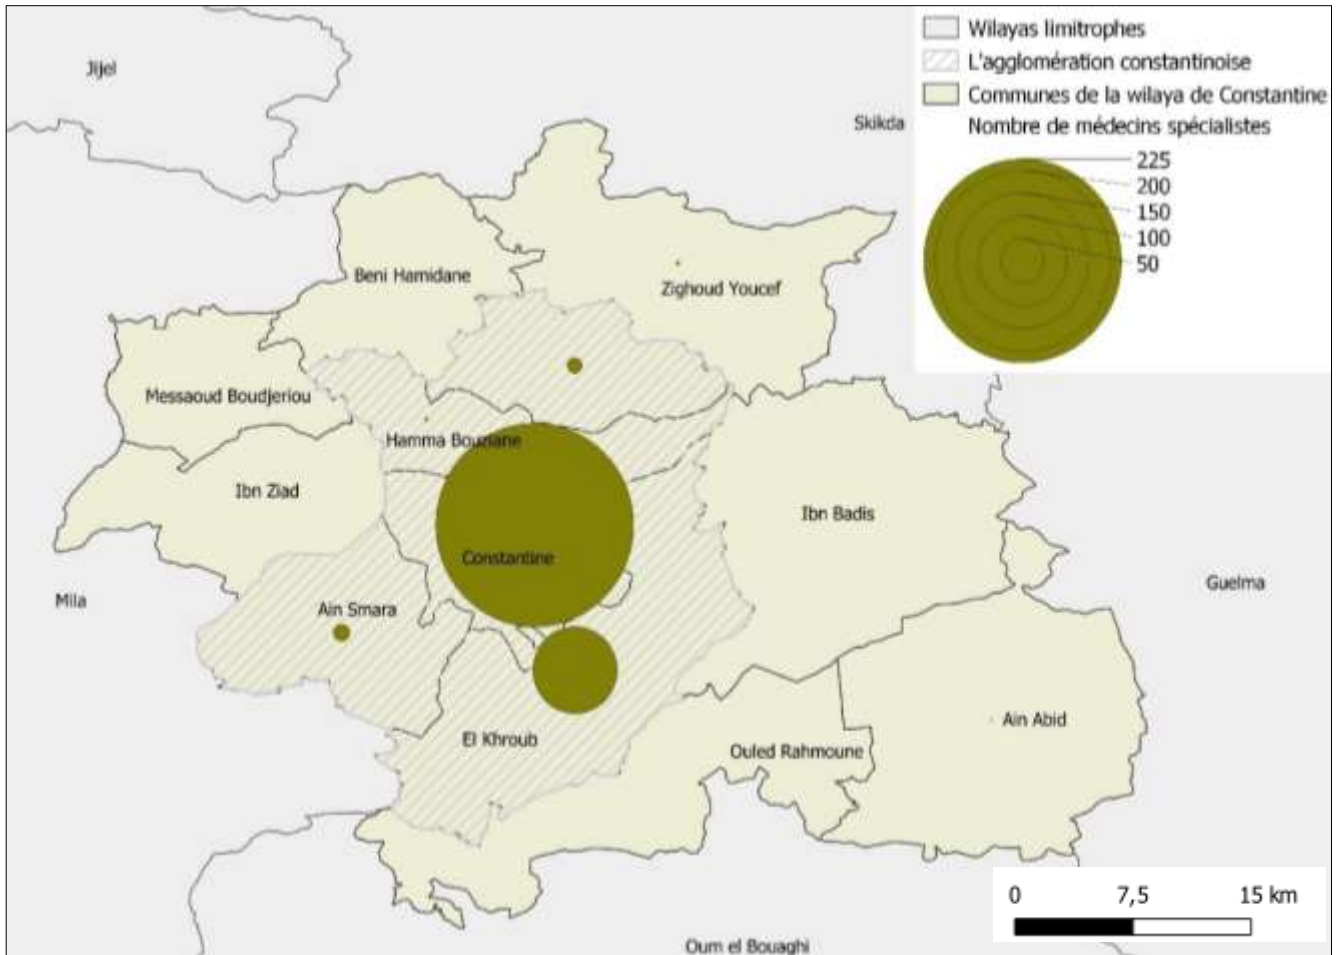 Wilayas limitrophes
L'agglomération constantinoise
Communes de la wilaya de Constantine
Nombre de médecins spécialistes
225
200
150
100
50
Jijel
Skikda
Beni Hamidane
Zighoud Youcef
Messaoud Boudjeriou
Hamma Bouziane
Ibn Ziad
Ibn Badis
Constantine
Guelma
Mila
Ain Smara
Ain Abid
El Khroub
Ouled Rahmoune
0 7,5 15 km
Oum el Bouaghi